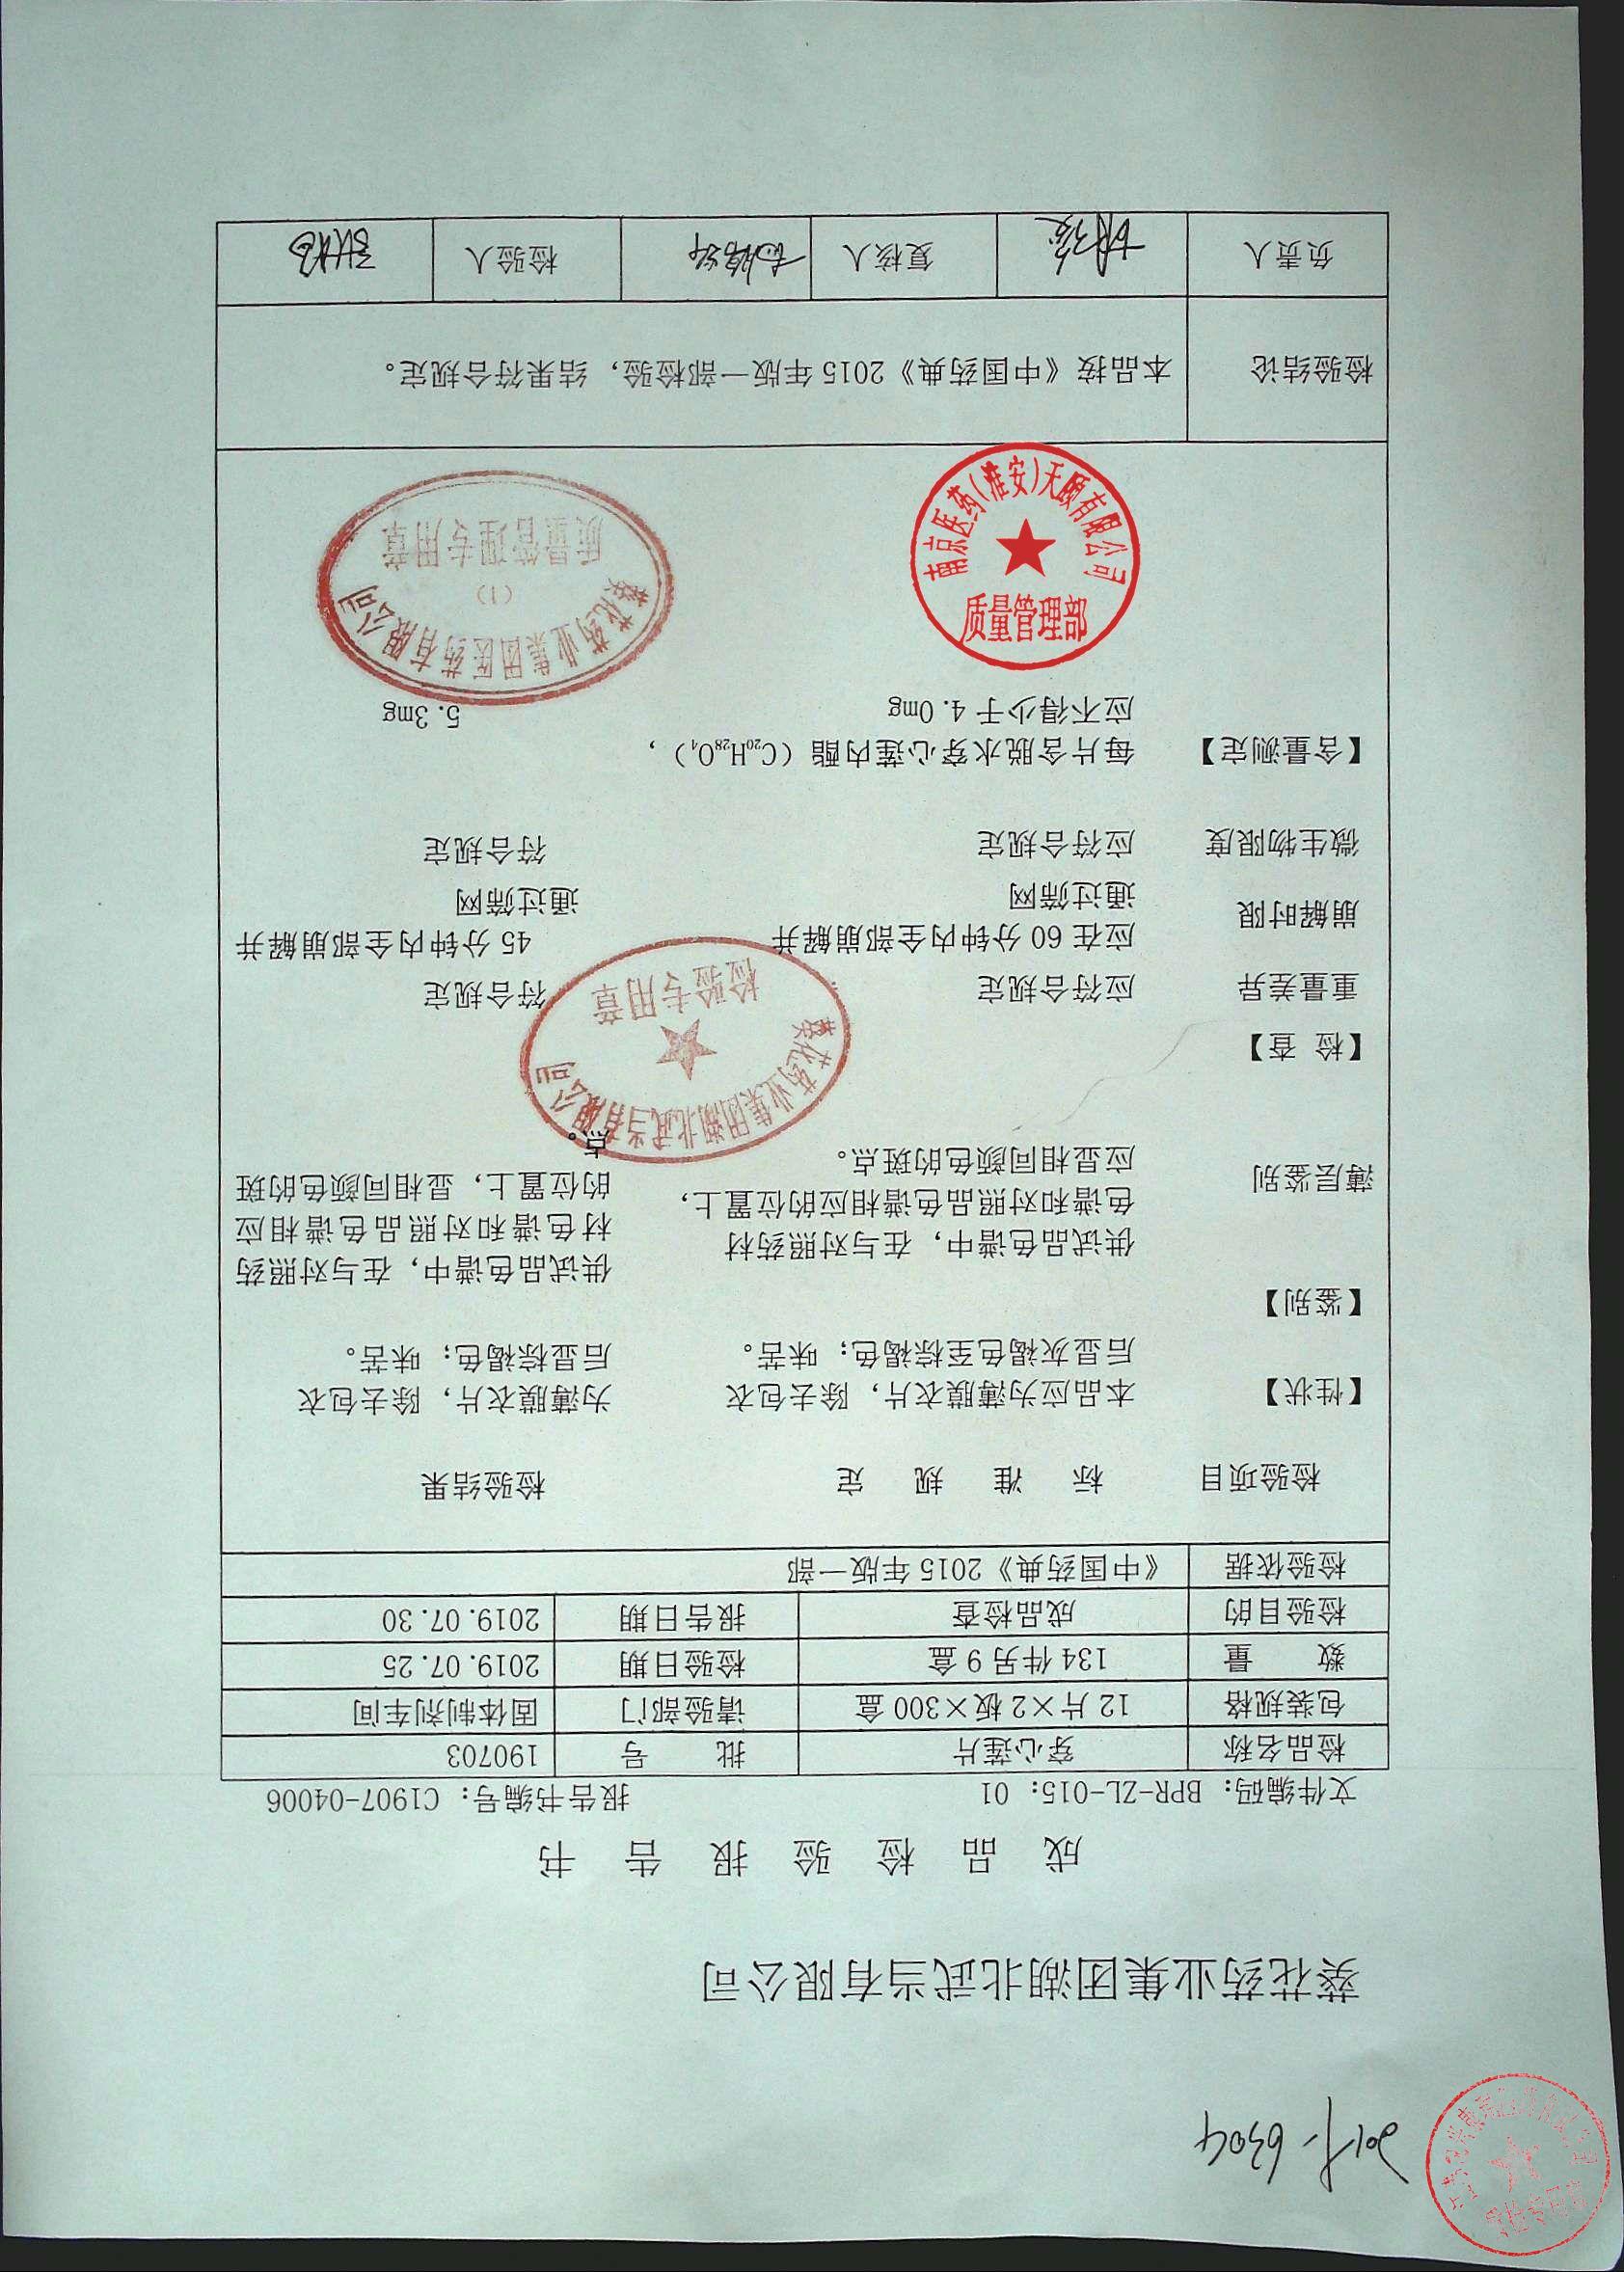 葵花药业集团湖北武当有限公司
成品检验报告书
文件编码：BPR-ZL-015：01 报告书编号：C1907-04006
检品名称 穿心莲片 批号 190703
包装规格 12片×2板×300盒 请验部门 固体制剂车间
数量 134件另9盒 检验日期 2019.07.25
检验目的 成品检查 报告日期 2019.07.30
检验依据 《中国药典》2015年版一部
检验项目 标准规定 检验结果
【性状】 本品应为薄膜衣片，除去包衣 为薄膜衣片，除去包衣
后显灰褐色至棕褐色；味苦。 后显棕褐色；味苦。
【鉴别】
薄层鉴别
供试品色谱中，在与对照药材 供试品色谱中，在与对照药
色谱和对照品色谱相应的位置上， 材色谱和对照品色谱相应
应显相同颜色的斑点。 的位置上，显相同颜色的斑
点。
葵花药业集团湖北武当有限公司
检验专用章
【检 查】
重量差异 应符合规定 符合规定
崩解时限 应在60分钟内全部崩解并 45分钟内全部崩解并
通过筛网 通过筛网
微生物限度 应符合规定 符合规定
【含量测定】 每片含脱水穿心莲内酯（C₂₀H₂₈O₄），
应不得少于4.0mg 5.3mg
葵花药业集团医药有限公司
（1）
质量管理专用章
南京医药(淮安)天颐有限公司
质量管理部
检验结论 本品按《中国药典》2015年版一部检验，结果符合规定。
负责人 复核人 检验人